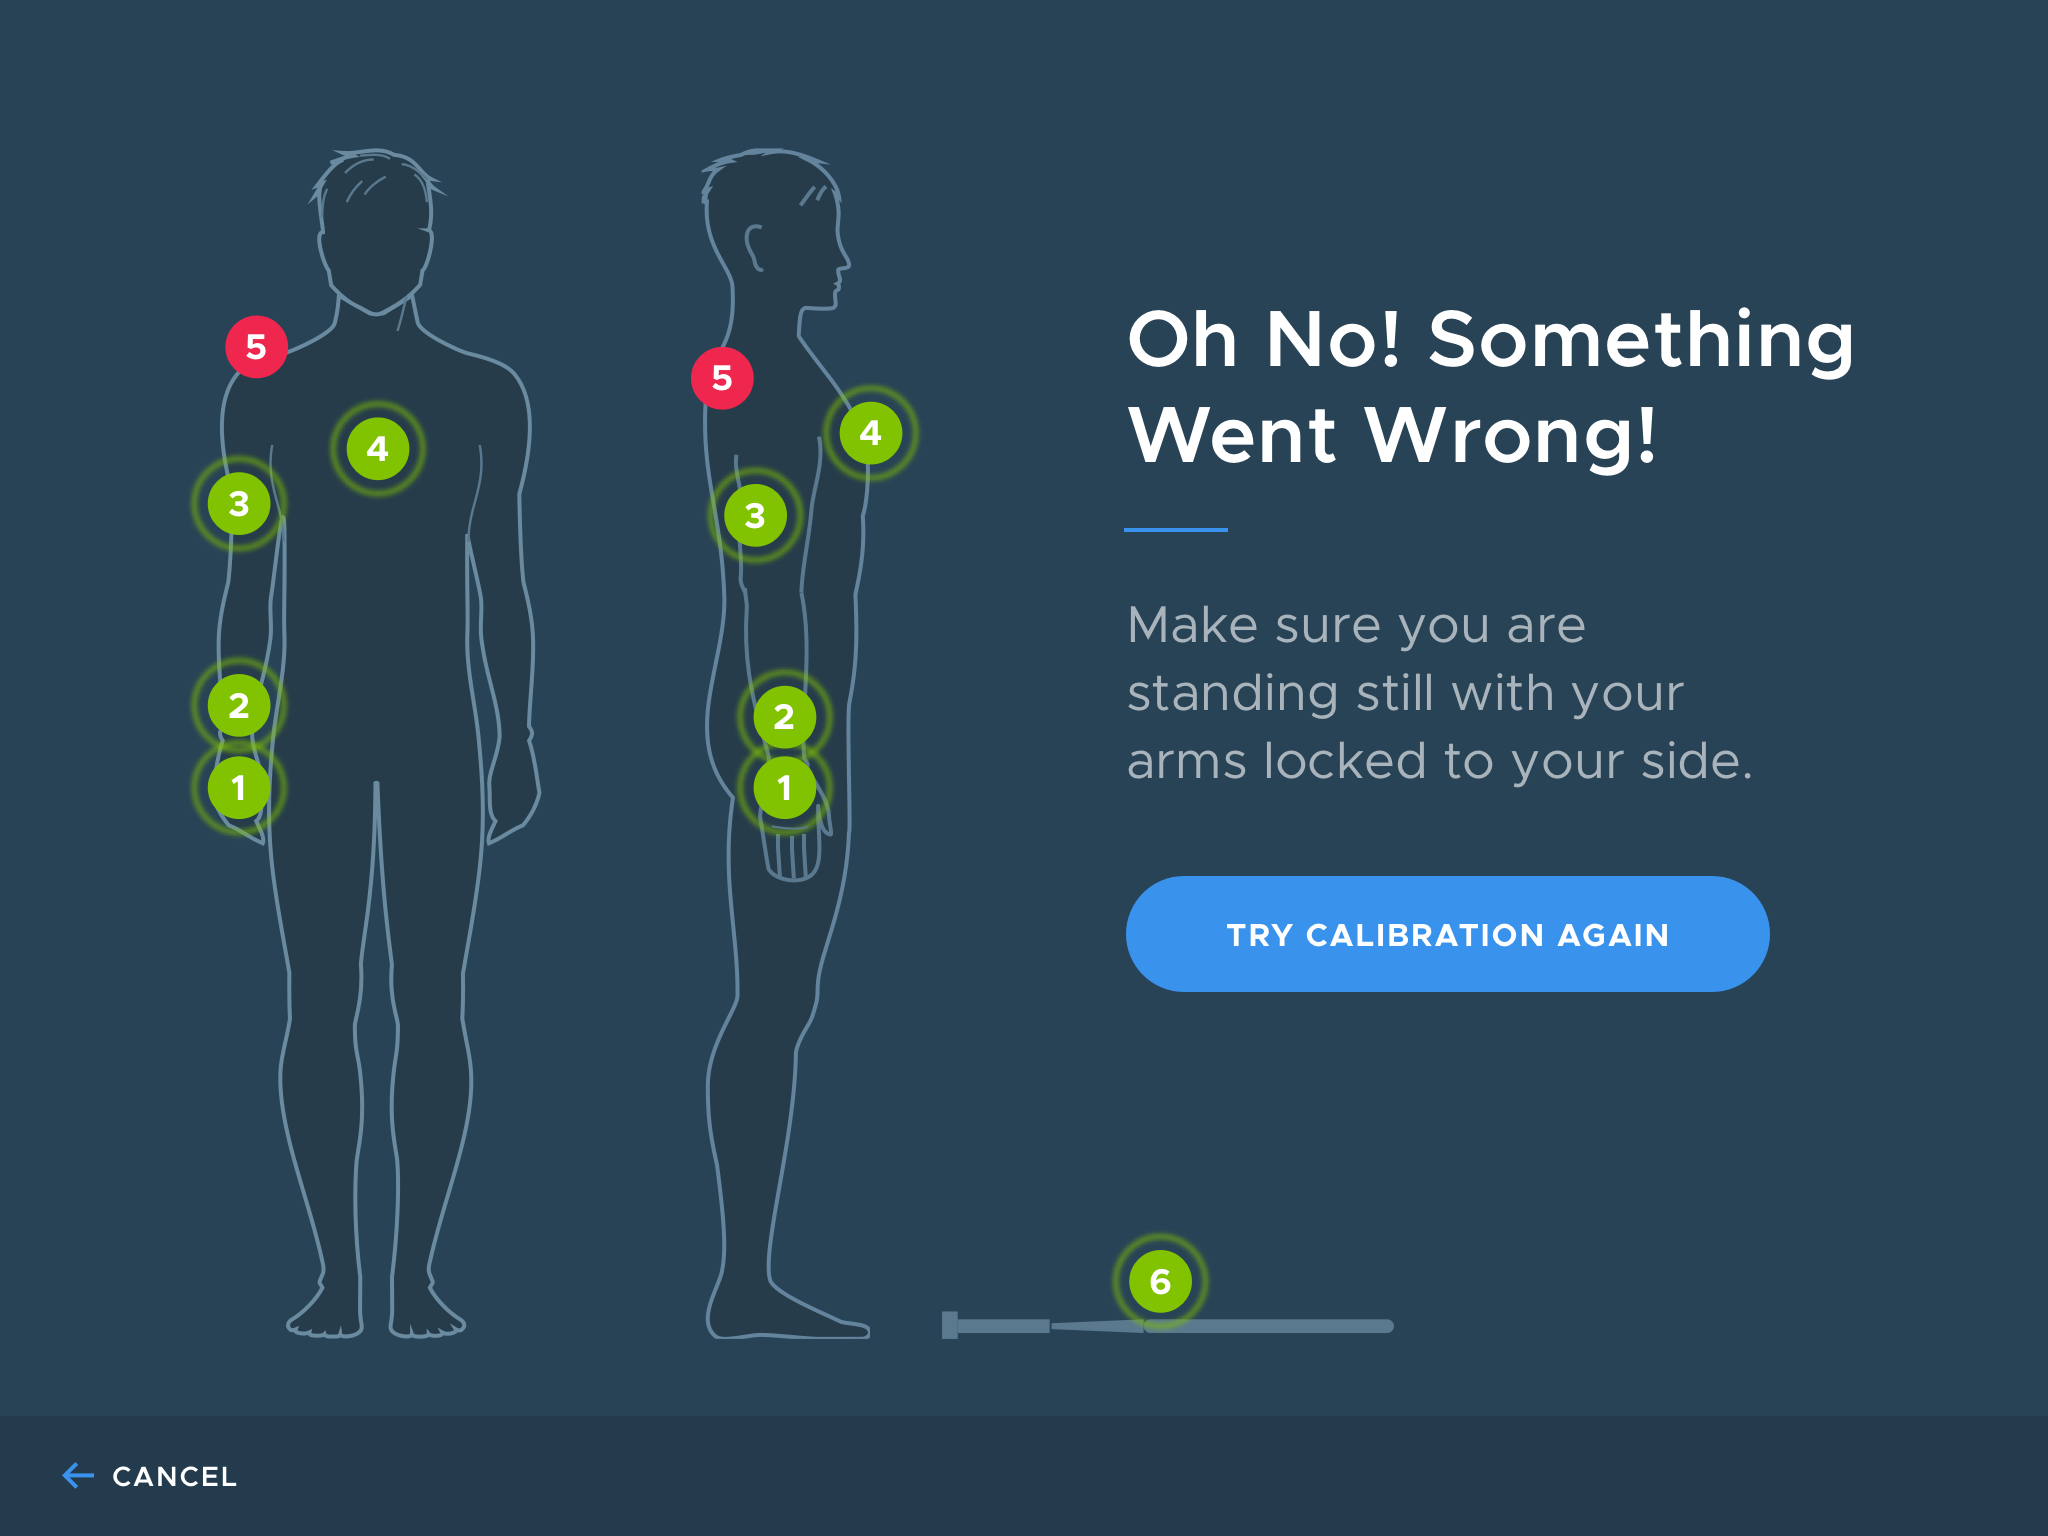 5
4
3
2
1
5
4
3
2
1
Oh No! Something
Went Wrong!
Make sure you are
standing still with your
arms locked to your side.
TRY CALIBRATION AGAIN
6
CANCEL